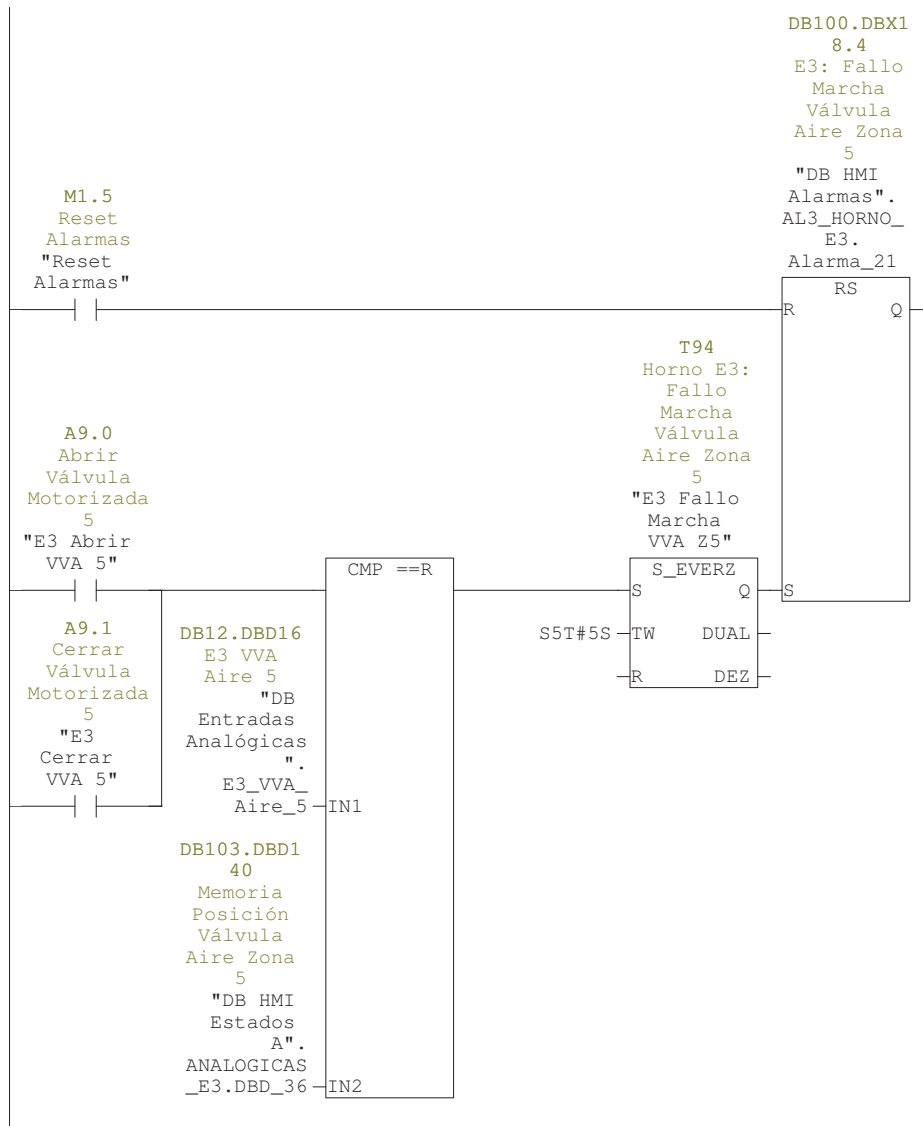 DB100.DBX1
8.4
E3: Fallo
Marcha
Válvula
Aire Zona
5
"DB HMI
Alarmas".
AL3_HORNO_
E3.
Alarma_21
M1.5
Reset
Alarmas
"Reset
Alarmas"
RS
R
Q
T94
Horno E3:
Fallo
Marcha
Válvula
Aire Zona
5
"E3 Fallo
Marcha
VVA Z5"
A9.0
Abrir
Válvula
Motorizada
5
"E3 Abrir
VVA 5"
CMP ==R
S_EVERZ
S
Q
S
S5T#5S
TW
DUAL
R
DEZ
A9.1
Cerrar
Válvula
Motorizada
5
"E3
Cerrar
VVA 5"
DB12.DBD16
E3 VVA
Aire 5
"DB
Entradas
Analógicas
".
E3_VVA_
Aire_5
IN1
DB103.DBD1
40
Memoria
Posición
Válvula
Aire Zona
5
"DB HMI
Estados
A".
ANALOGICAS
_E3.DBD_36
IN2